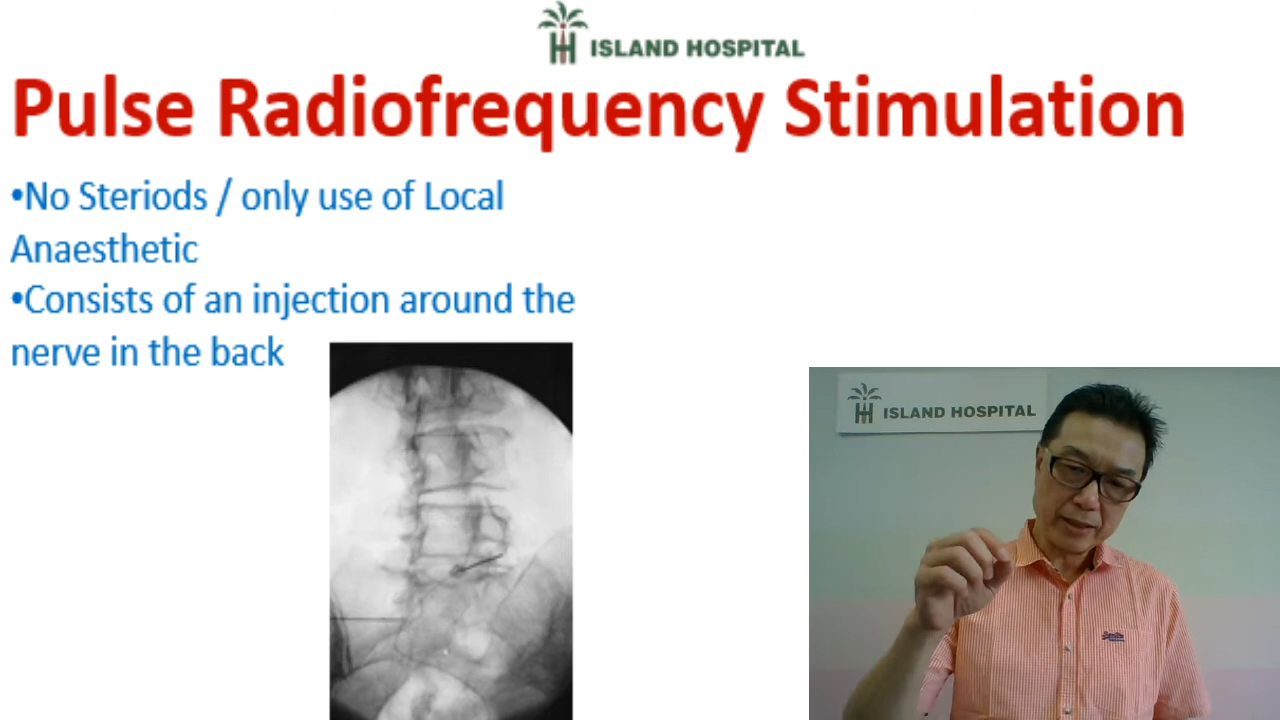 ISLAND HOSPITAL
Pulse Radiofrequency Stimulation
•No Steriods / only use of Local
Anaesthetic
•Consists of an injection around the
nerve in the back
ISLAND HOSPITAL